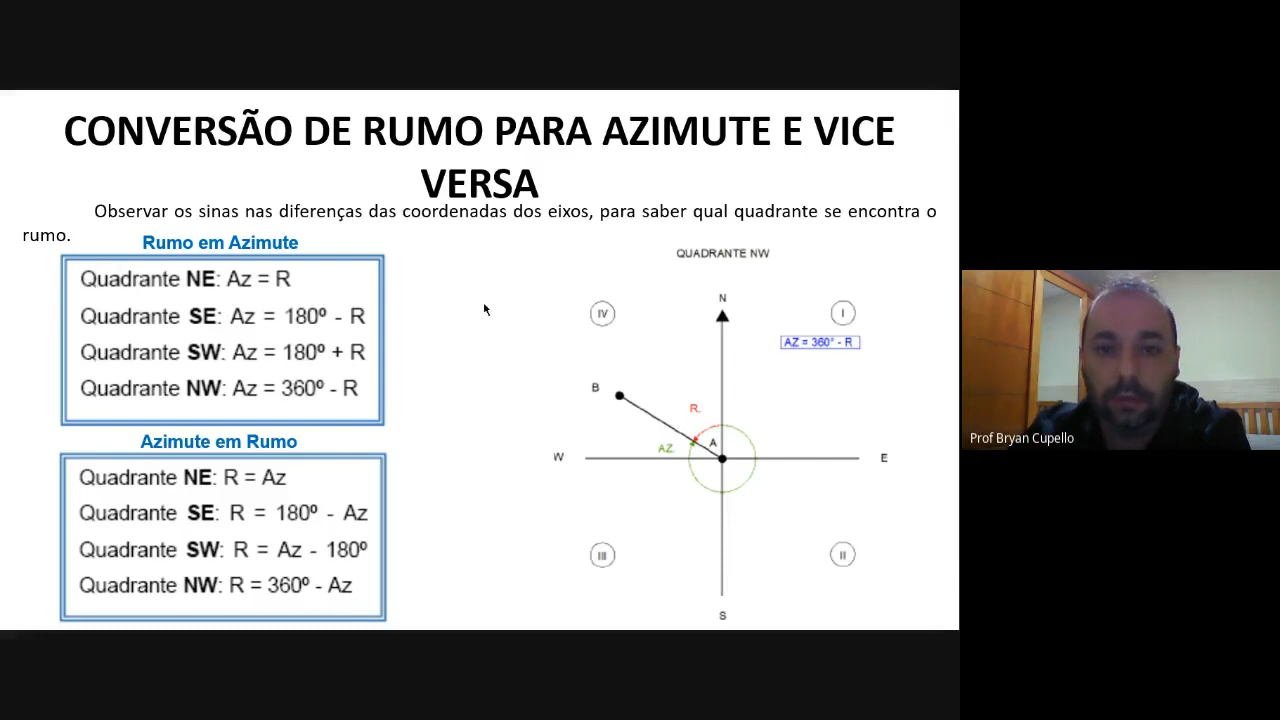 CONVERSÃO DE RUMO PARA AZIMUTE E VICE
VERSA
Observar os sinas nas diferenças das coordenadas dos eixos, para saber qual quadrante se encontra o
rumo.
Rumo em Azimute
Quadrante NE: Az = R
Quadrante SE: Az = 180º - R
Quadrante SW: Az = 180º + R
Quadrante NW: Az = 360º - R
Azimute em Rumo
Quadrante NE: R = Az
Quadrante SE: R = 180º - Az
Quadrante SW: R = Az - 180º
Quadrante NW: R = 360º - Az
QUADRANTE NW
N
IV
I
AZ = 360° - R
B
R.
A
AZ.
W
E
III
II
S
Prof Bryan Cupello